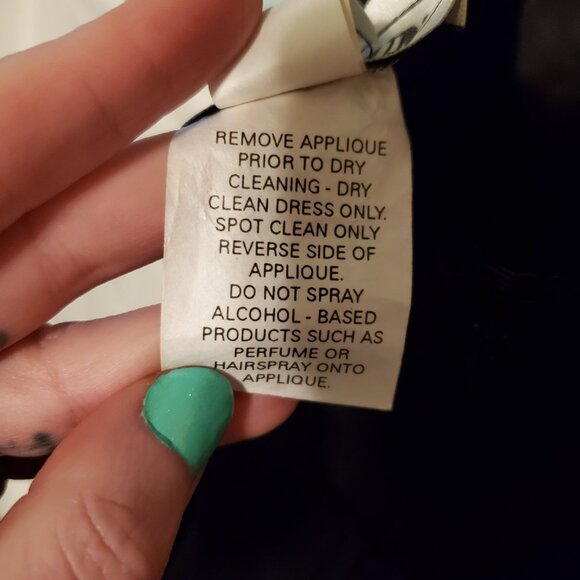 REMOVE APPLIQUE
PRIOR TO DRY
CLEANING - DRY
CLEAN DRESS ONLY.
SPOT CLEAN ONLY
REVERSE SIDE OF
APPLIQUE.
DO NOT SPRAY
ALCOHOL - BASED
PRODUCTS SUCH AS
PERFUME OR
HAIRSPRAY ONTO
APPLIQUE.